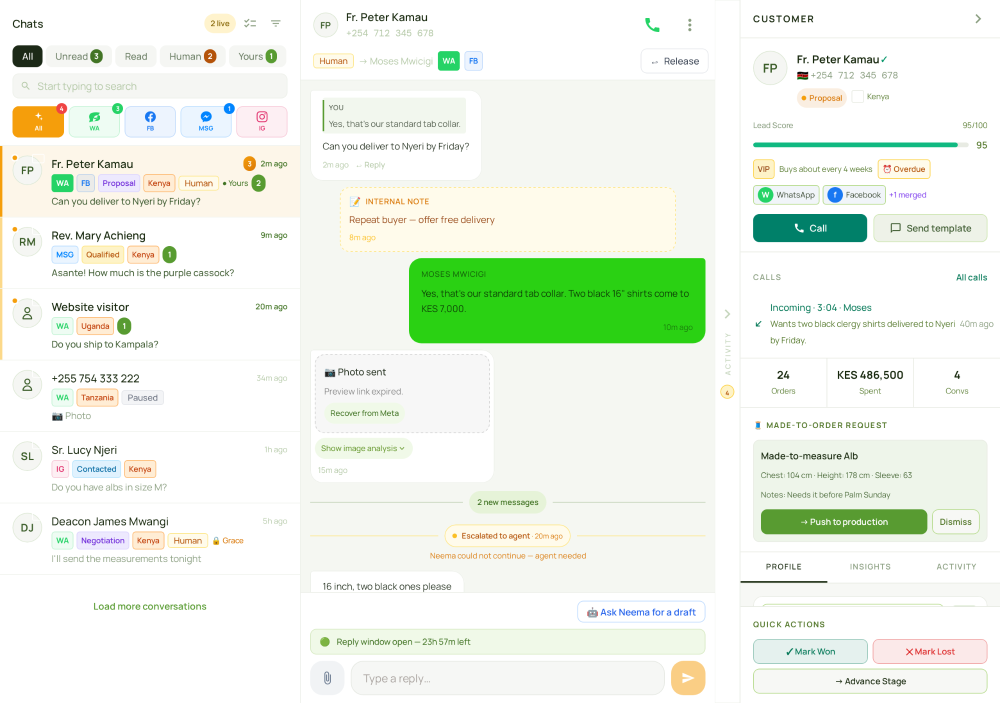 Chats
2 live
All
Unread 3
Read
Human 2
Yours 1
Start typing to search
All
4
WA
3
FB
MSG
1
IG
FP
Fr. Peter Kamau
3 2m ago
WA FB Proposal Kenya Human • Yours 2
Can you deliver to Nyeri by Friday?
RM
Rev. Mary Achieng
9m ago
MSG Qualified Kenya 1
Asante! How much is the purple cassock?
Website visitor
20m ago
WA Uganda 1
Do you ship to Kampala?
+255 754 333 222
34m ago
WA Tanzania Paused
📷 Photo
SL
Sr. Lucy Njeri
1h ago
IG Contacted Kenya
Do you have albs in size M?
DJ
Deacon James Mwangi
5h ago
WA Negotiation Kenya Human 🔒 Grace
I'll send the measurements tonight
Load more conversations
FP
Fr. Peter Kamau
+254 712 345 678
Human → Moses Mwicigi WA FB
↔ Release
YOU
Yes, that's our standard tab collar.
Can you deliver to Nyeri by Friday?
2m ago ← Reply
📝 INTERNAL NOTE
Repeat buyer — offer free delivery
8m ago
MOSES MWICIGI
Yes, that's our standard tab collar. Two black 16" shirts come to
KES 7,000.
10m ago
📷 Photo sent
Preview link expired.
Recover from Meta
Show image analysis
15m ago
2 new messages
Escalated to agent · 20m ago
Neema could not continue — agent needed
16 inch, two black ones please
🤖 Ask Neema for a draft
Reply window open — 23h 57m left
Type a reply...
ACTIVITY
4
CUSTOMER
FP
Fr. Peter Kamau ✓
🇰🇪 +254 712 345 678
Proposal
Kenya
Lead Score
95/100
95
VIP Buys about every 4 weeks ⏰ Overdue
W WhatsApp f Facebook +1 merged
Call
Send template
CALLS
All calls
Incoming · 3:04 · Moses
↙ Wants two black clergy shirts delivered to Nyeri 40m ago
by Friday.
24 KES 486,500 4
Orders Spent Convs
MADE-TO-ORDER REQUEST
Made-to-measure Alb
Chest: 104 cm · Height: 178 cm · Sleeve: 63
Notes: Needs it before Palm Sunday
→ Push to production
Dismiss
PROFILE INSIGHTS ACTIVITY
QUICK ACTIONS
✓ Mark Won
✕ Mark Lost
→ Advance Stage